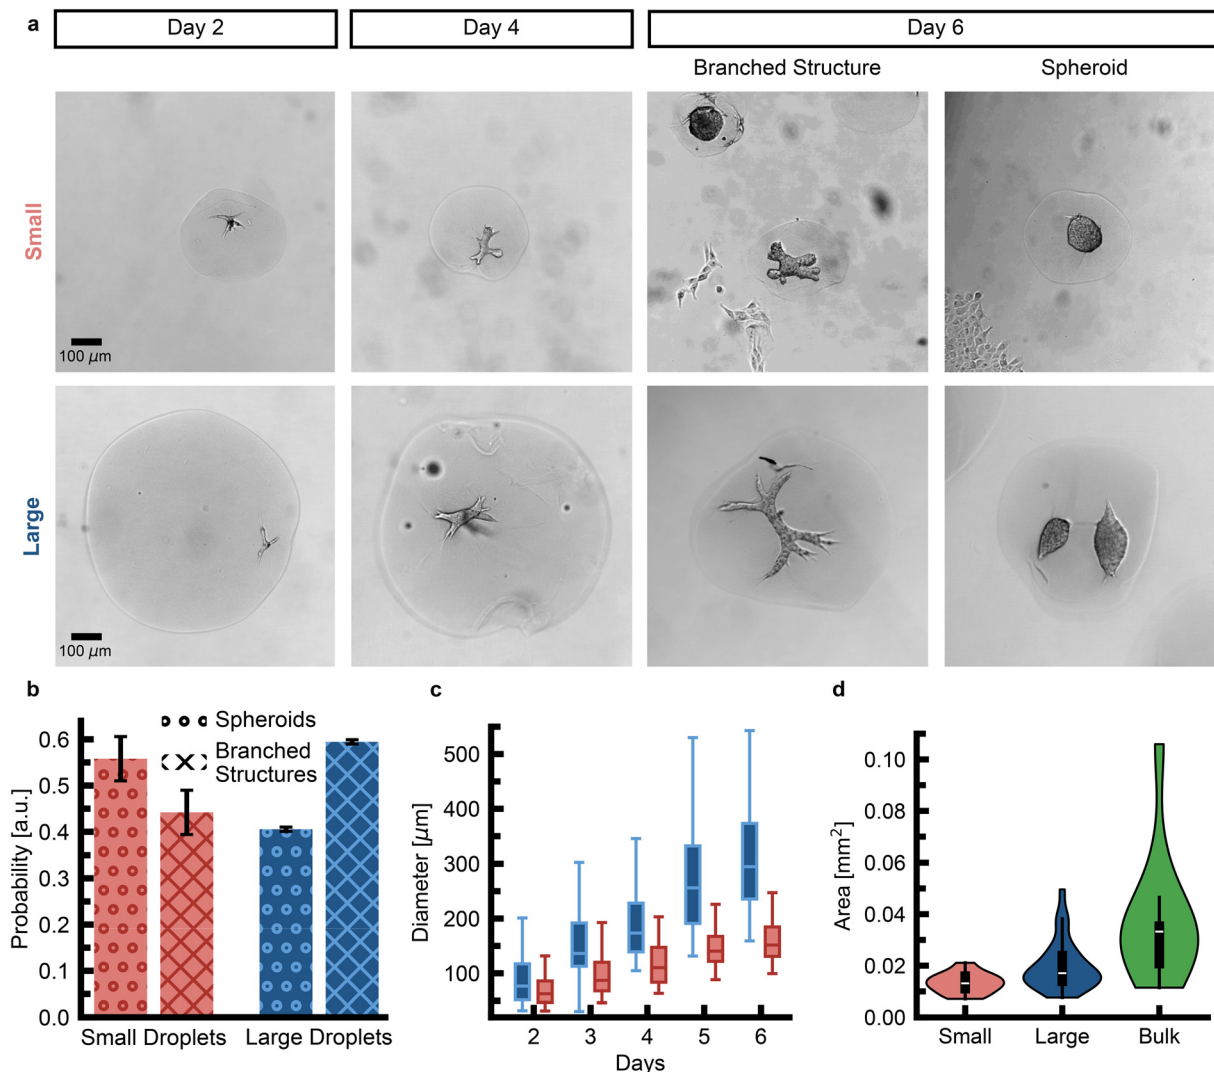 a
Day 2
Day 4
Day 6
Branched Structure
Spheroid
Small
100 µm
Large
100 µm
b
Probability [a.u.]
0.6
0.5
0.4
0.3
0.2
0.1
0.0
Spheroids
Branched
Structures
Small Droplets
Large Droplets
c
Diameter [µm]
500
400
300
200
100
2
3
4
5
6
Days
d
Area [mm²]
0.10
0.08
0.06
0.04
0.02
0.00
Small
Large
Bulk